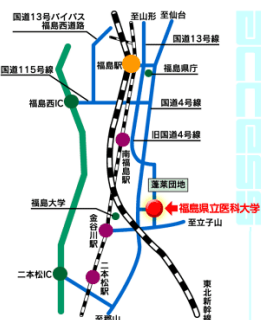 国道13号バイパス
福島西道路
至山形
至仙台
国道13号線
福島駅
福島県庁
国道115号線
福島西IC
国道4号線
旧国道4号線
南福島駅
蓬莱団地
福島大学
福島県立医科大学
金谷川駅
至立子山
二本松IC
二本松駅
東北新幹線
至郡山
access